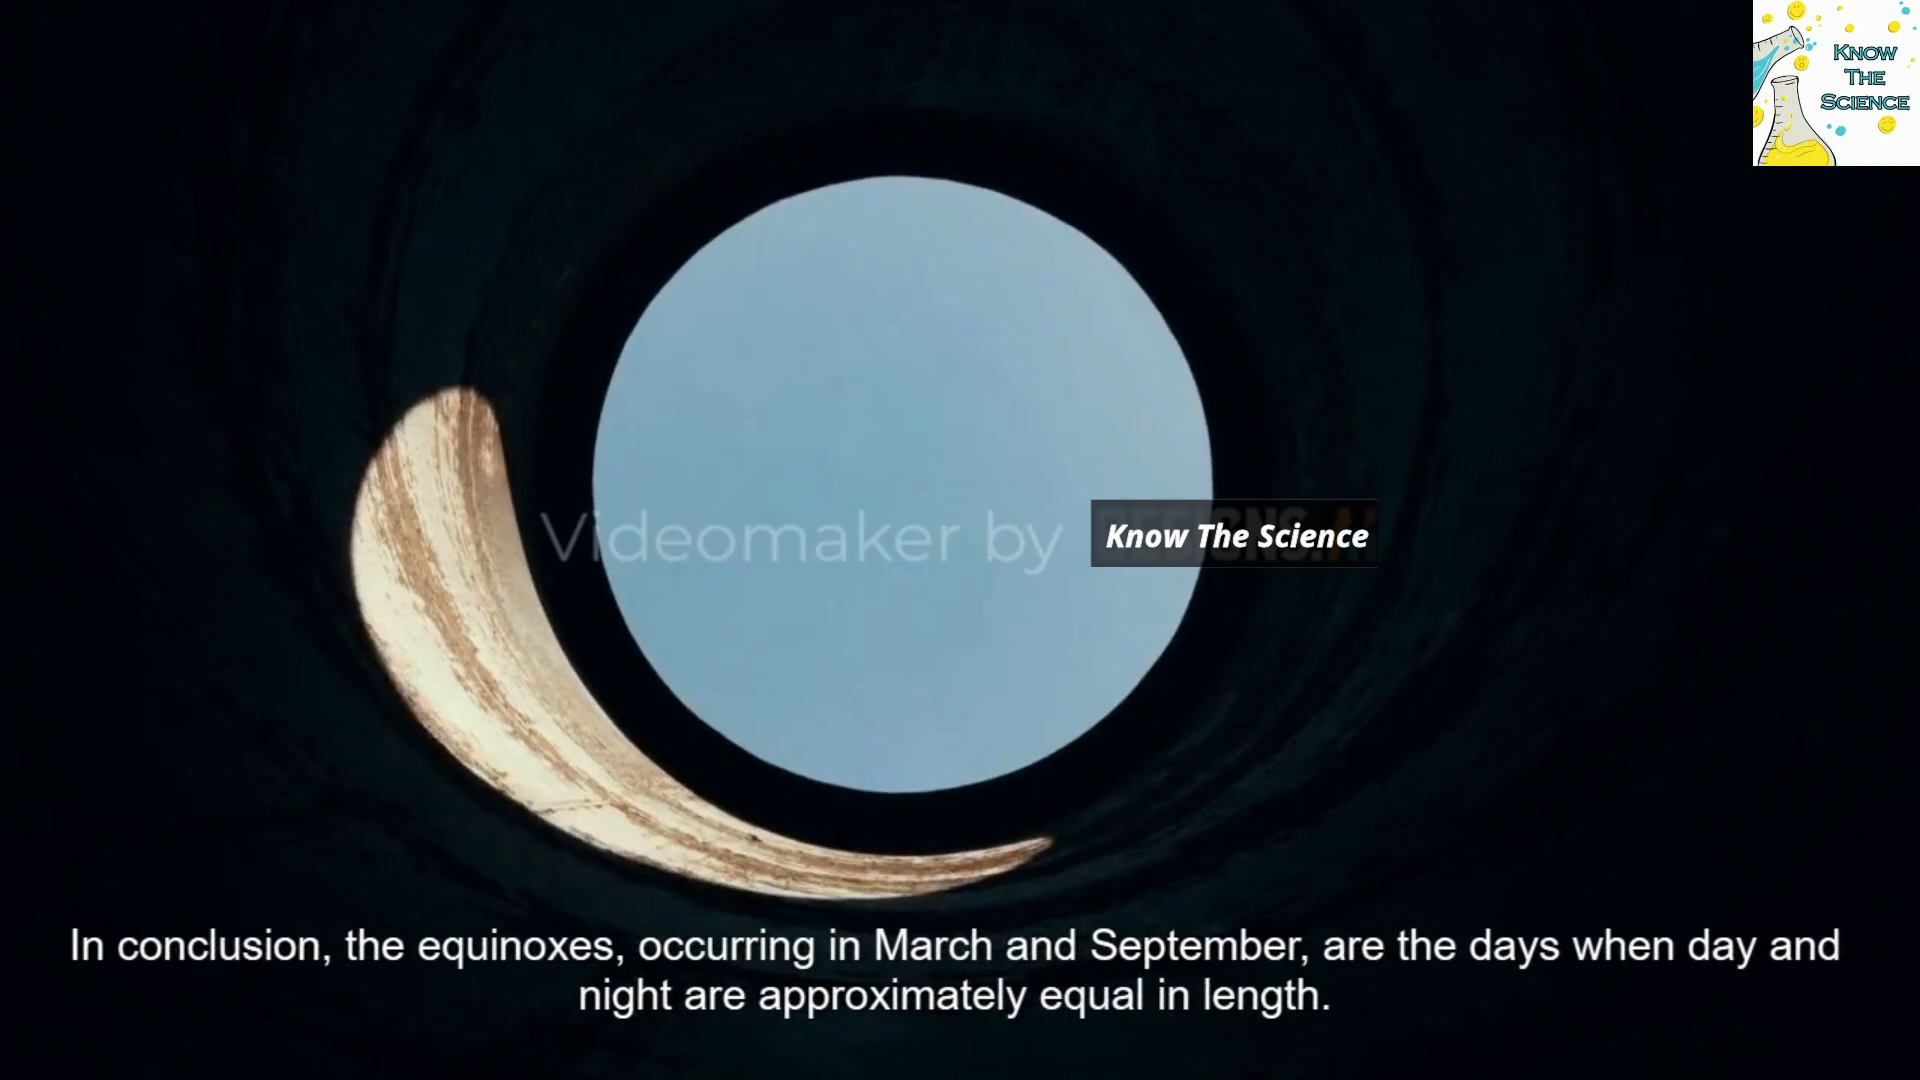 Know
The
Science
Videomaker by
Know The Science
In conclusion, the equinoxes, occurring in March and September, are the days when day and
night are approximately equal in length.